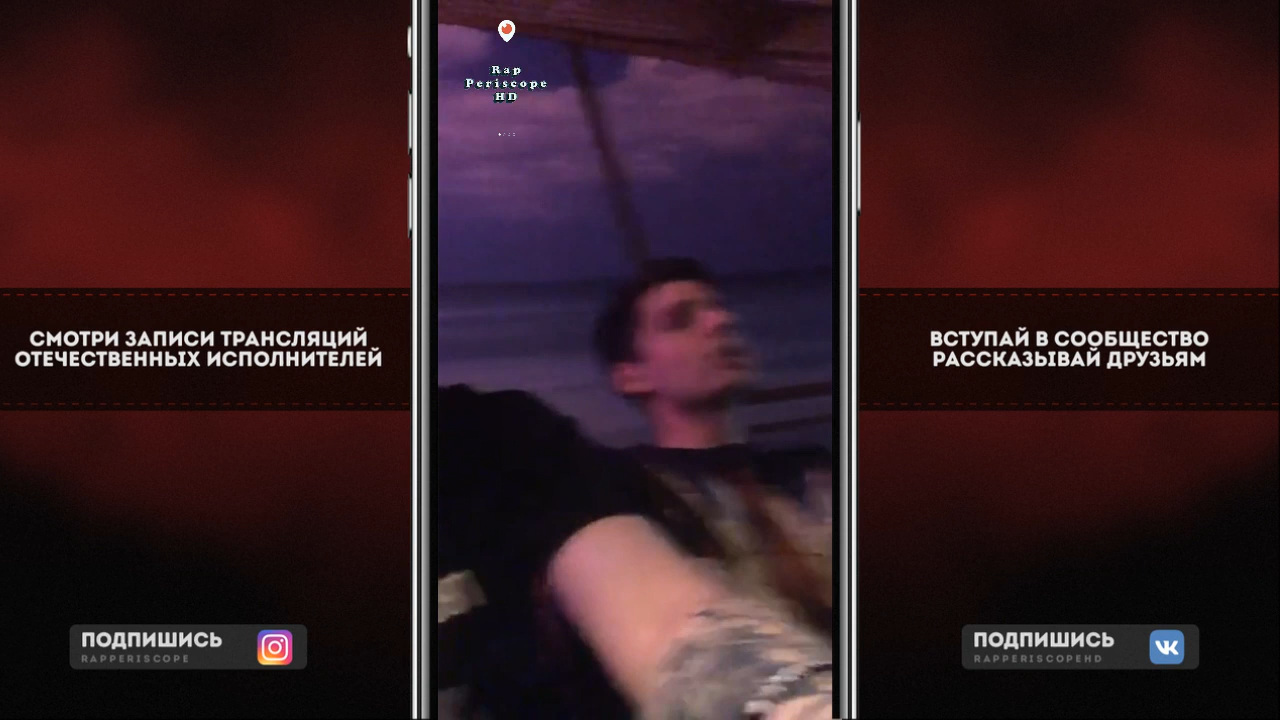 Rap
Periscope
HD
СМОТРИ ЗАПИСИ ТРАНСЛЯЦИЙ
ОТЕЧЕСТВЕННЫХ ИСПОЛНИТЕЛЕЙ
ВСТУПАЙ В СООБЩЕСТВО
РАССКАЗЫВАЙ ДРУЗЬЯМ
ПОДПИШИСЬ
RAPPERISCOPE
ПОДПИШИСЬ
RAPPERISCOPEHD